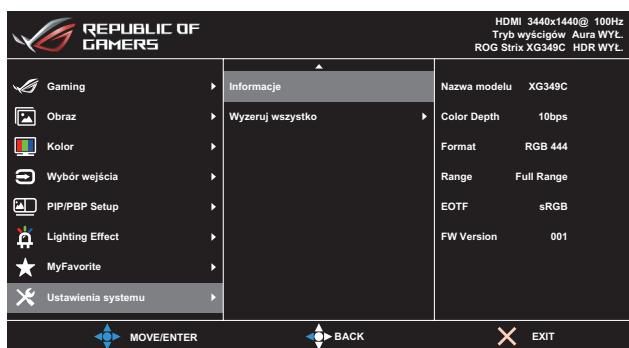 REPUBLIC OF
GAMERS
HDMI 3440x1440@ 100Hz
Tryb wyścigów Aura WYŁ.
ROG Strix XG349C HDR WYŁ.
Gaming
Obraz
Kolor
Wybór wejścia
PIP/PBP Setup
Lighting Effect
MyFavorite
Ustawienia systemu
Informacje
Wyzeruj wszystko
Nazwa modelu XG349C
Color Depth 10bps
Format RGB 444
Range Full Range
EOTF sRGB
FW Version 001
MOVE/ENTER
BACK
EXIT